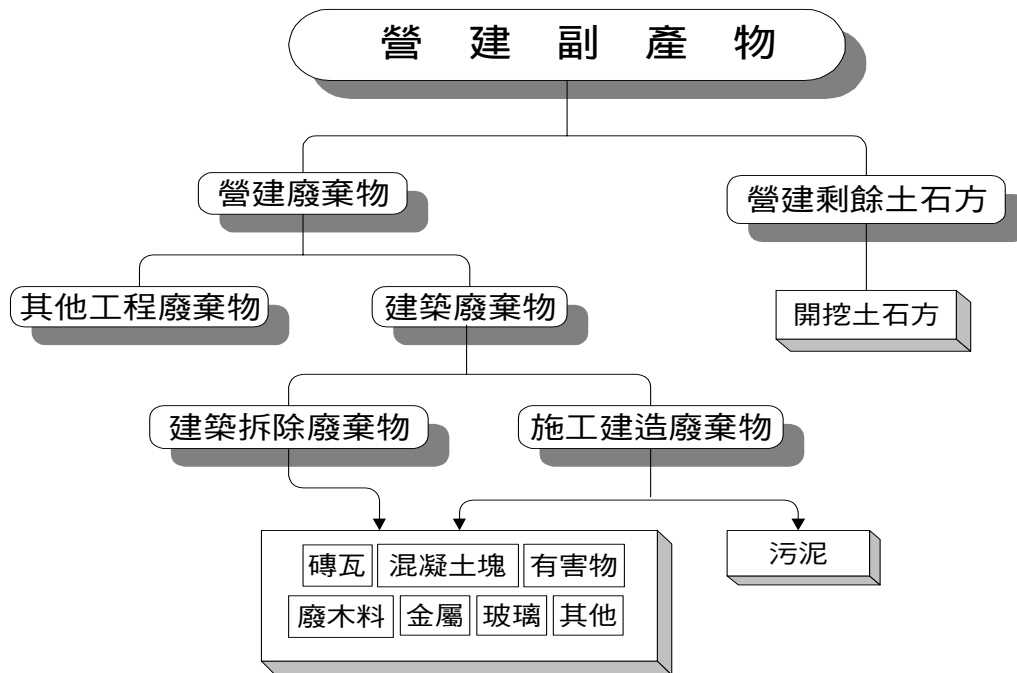 營建副產物
營建廢棄物
營建剩餘土石方
其他工程廢棄物
建築廢棄物
開挖土石方
建築拆除廢棄物
施工建造廢棄物
磚瓦
混凝土塊
有害物
污泥
廢木料
金屬
玻璃
其他